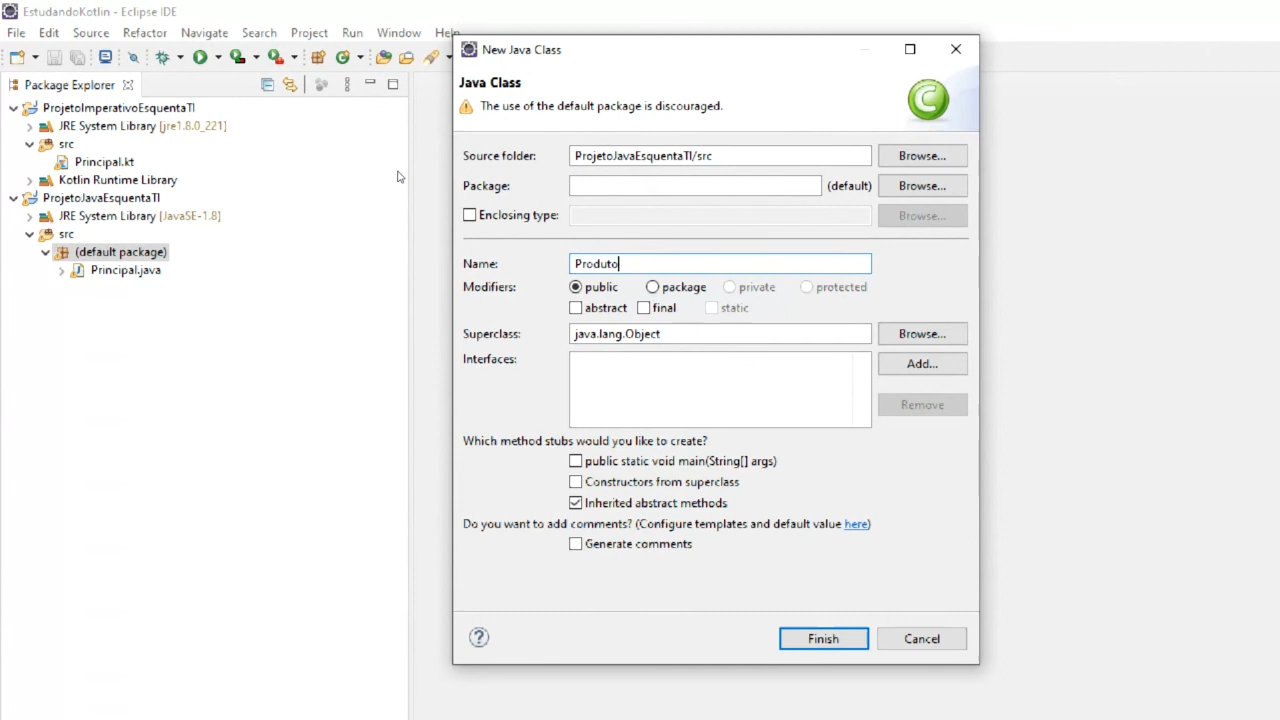 EstudandoKotlin - Eclipse IDE
File Edit Source Refactor Navigate Search Project Run Window Help
Package Explorer
ProjetoImperativoEsquentaTI
JRE System Library [jre1.8.0_221]
src
Principal.kt
Kotlin Runtime Library
ProjetoJavaEsquentaTI
JRE System Library [JavaSE-1.8]
src
(default package)
Principal.java
New Java Class
Java Class
The use of the default package is discouraged.
Source folder: ProjetoJavaEsquentaTI/src Browse...
Package: (default) Browse...
Enclosing type: Browse...
Name: Produto
Modifiers: public package private protected
abstract final static
Superclass: java.lang.Object Browse...
Interfaces: Add...
Remove
Which method stubs would you like to create?
public static void main(String[] args)
Constructors from superclass
Inherited abstract methods
Do you want to add comments? (Configure templates and default value here)
Generate comments
Finish Cancel